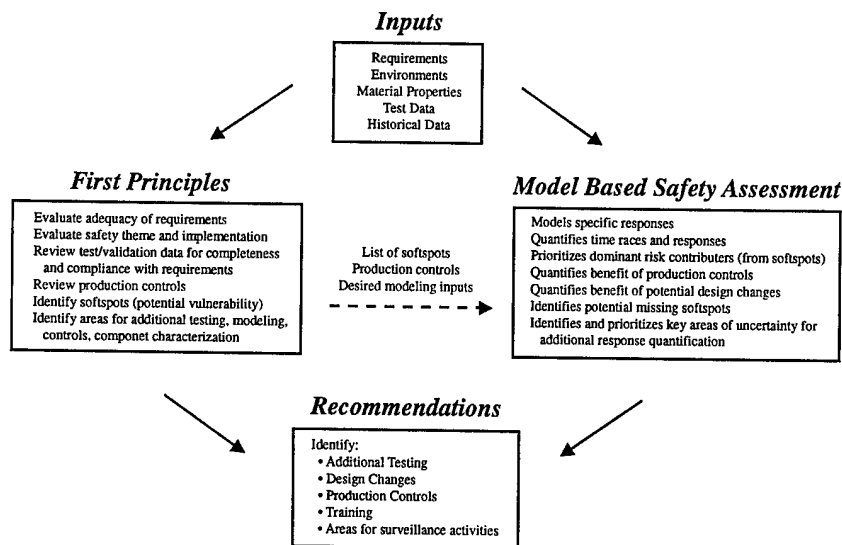 Inputs
Requirements
Environments
Material Properties
Test Data
Historical Data
First Principles
Evaluate adequacy of requirements
Evaluate safety theme and implementation
Review test/validation data for completeness
and compliance with requirements
Review production controls
Identify softspots (potential vulnerability)
Identify areas for additional testing, modeling,
controls, componet characterization
List of softspots
Production controls
Desired modeling inputs
Model Based Safety Assessment
Models specific responses
Quantifies time races and responses
Prioritizes dominant risk contributers (from softspots)
Quantifies benefit of production controls
Quantifies benefit of potential design changes
Identifies potential missing softspots
Identifies and prioritizes key areas of uncertainty for
additional response quantification
Recommendations
Identify:
• Additional Testing
• Design Changes
• Production Controls
• Training
• Areas for surveillance activities